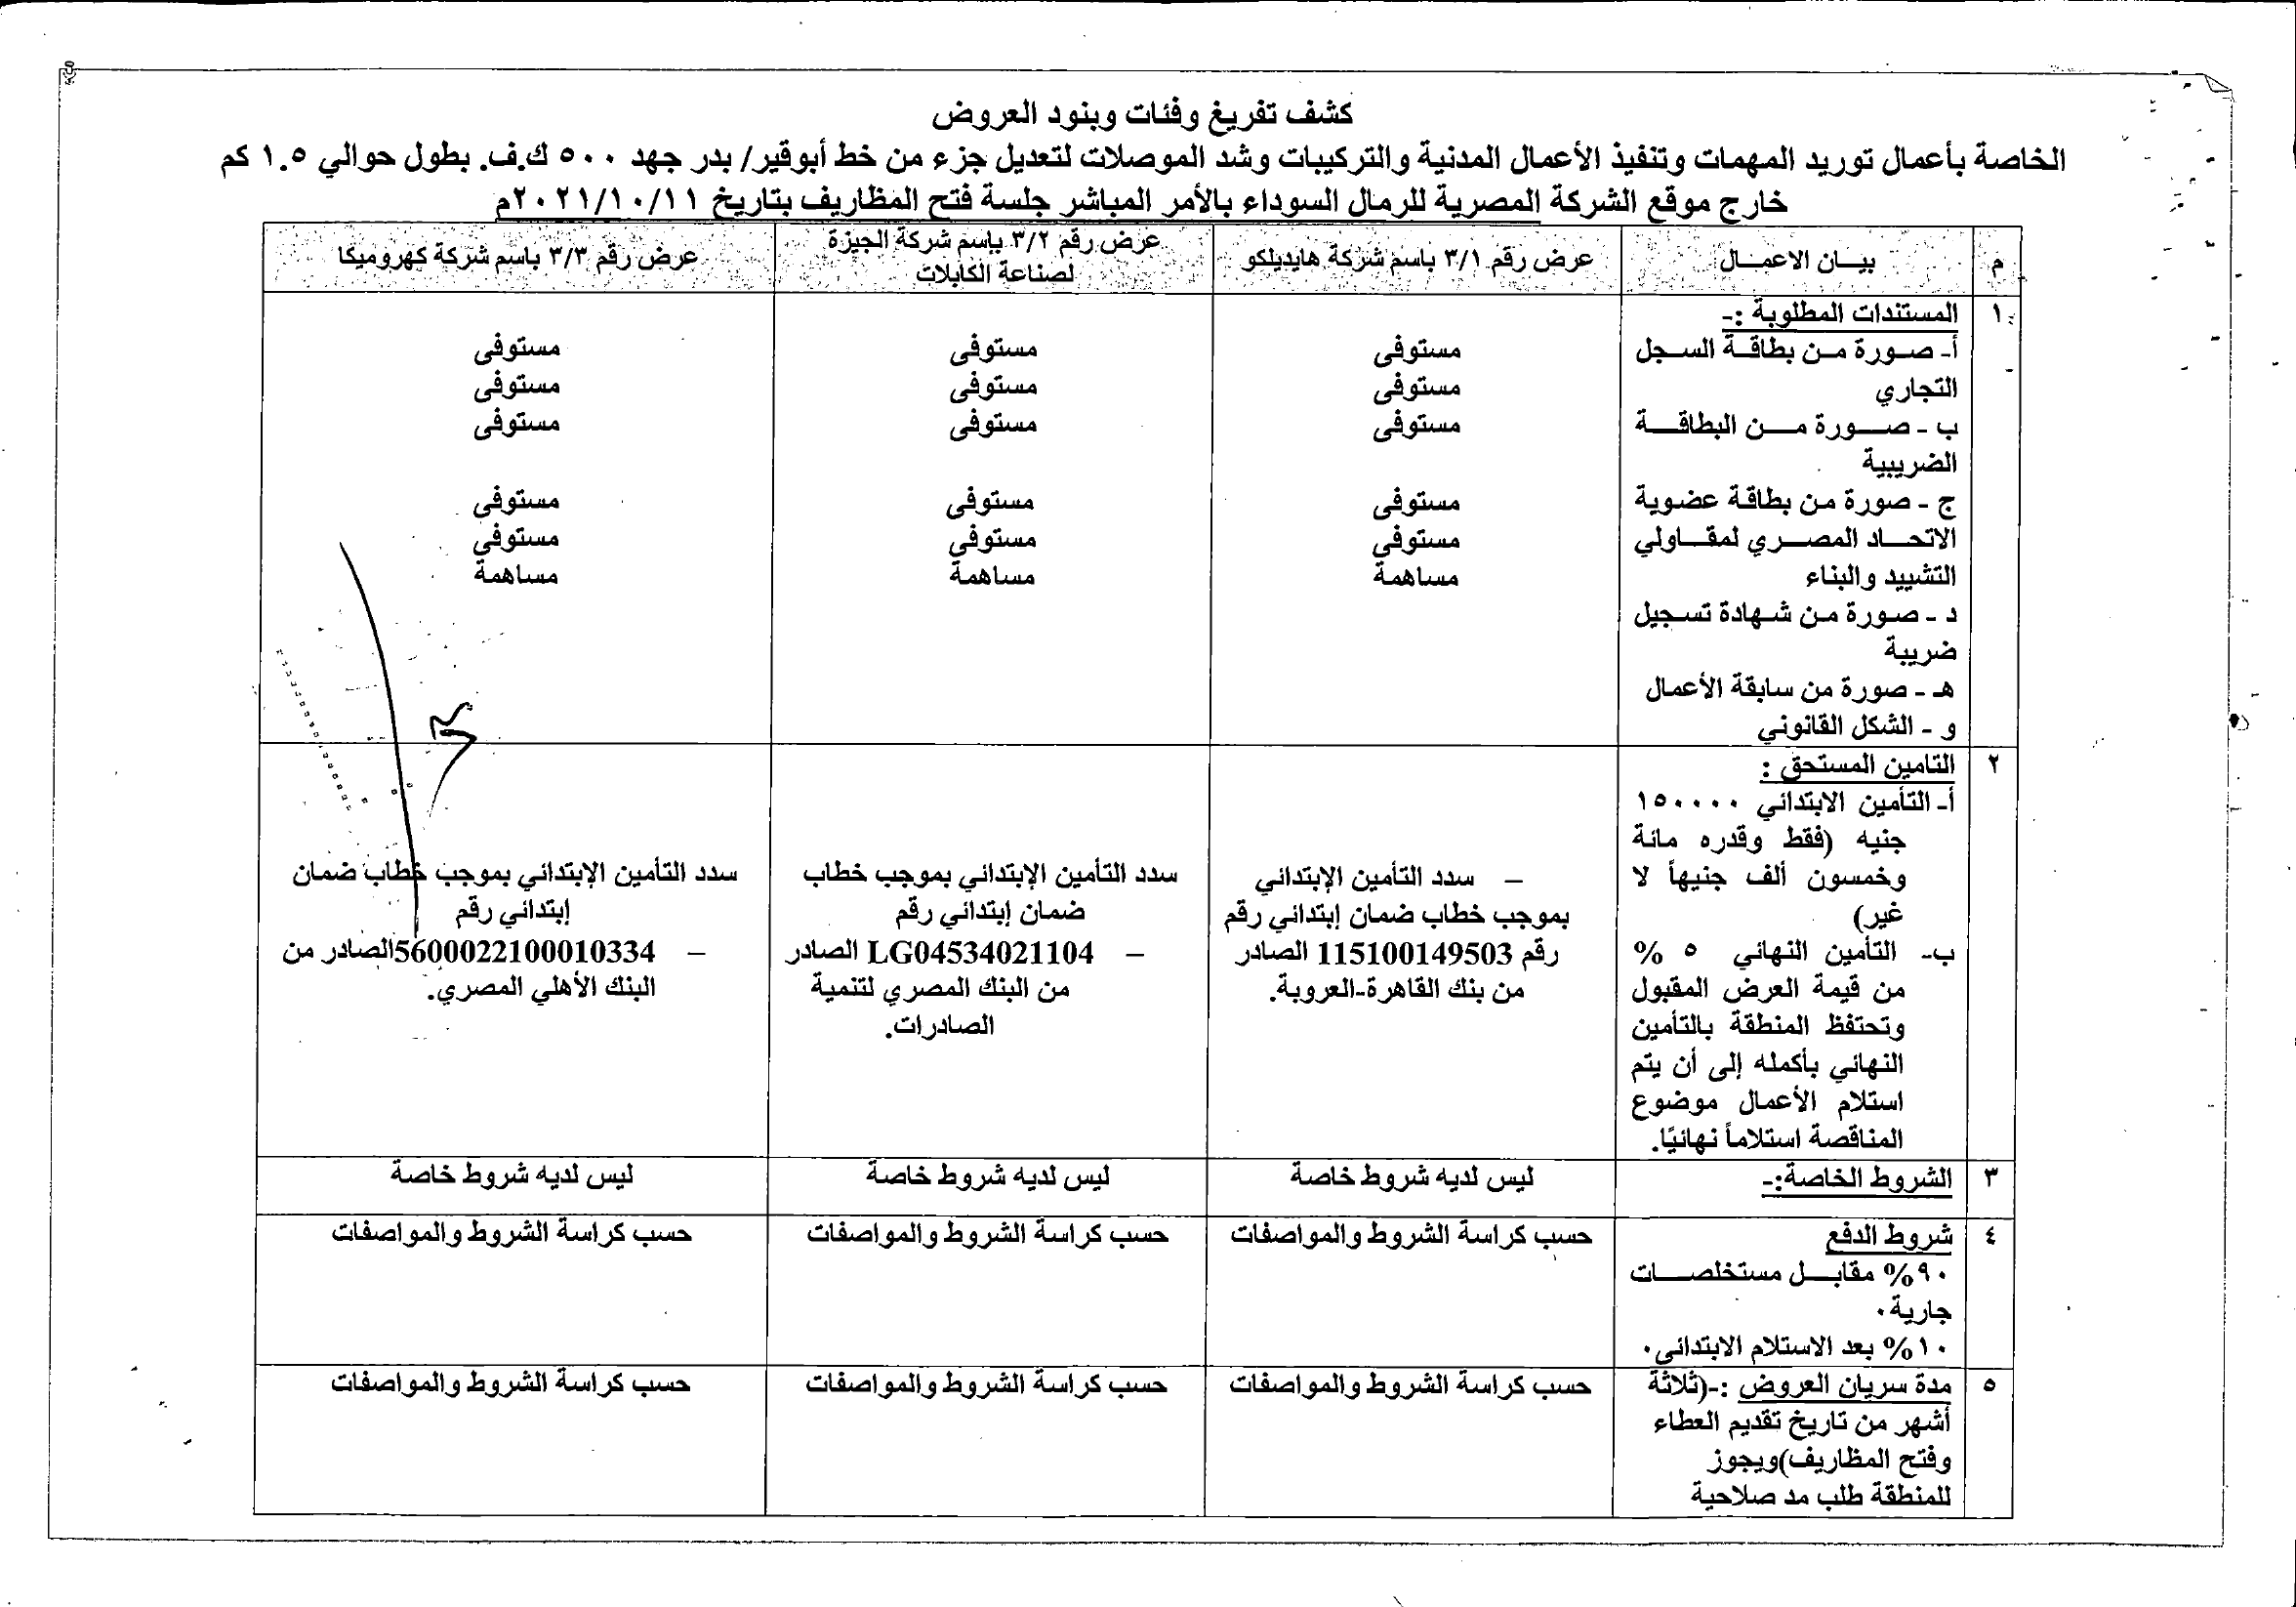 كشف تفريغ وفئات وبنود العروض
الخاصة بأعمال توريد المهمات وتنفيذ الأعمال المدنية والتركيبات وشد الموصلات لتعديل جزء من خط أبوقير/ بدر جهد ٥٠٠ ك.ف. بطول حوالي ١.٥ كم
خارج موقع الشركة المصرية للرمال السوداء بالأمر المباشر جلسة فتح المظاريف بتاريخ ٢٠٢١/١٠/١١م
م
بيـــان الاعمـــال
عرض رقم ٣/١ باسم شركة هايديلكو
عرض رقم ٣/٢ باسم شركة الجيزة
لصناعة الكابلات
عرض رقم ٣/٣ باسم شركة كهروميكا
١
المستندات المطلوبة :-
أ- صورة من بطاقة السجل
التجاري
ب - صورة من البطاقة
الضريبية
ج - صورة من بطاقة عضوية
الاتحاد المصري لمقاولي
التشييد والبناء
د - صورة من شهادة تسجيل
ضريبة
هـ - صورة من سابقة الأعمال
و - الشكل القانوني
مستوفى
مستوفى
مستوفى
مستوفى
مستوفى
مساهمة
مستوفى
مستوفى
مستوفى
مستوفى
مستوفى
مساهمة
مستوفى
مستوفى
مستوفى
مستوفى
مستوفى
مساهمة
٢
التامين المستحق :
أ- التأمين الابتدائي ١٥٠٠٠٠
جنيه (فقط وقدره مائة
وخمسون ألف جنيهاً لا
غير)
ب- التأمين النهائي ٥ %
من قيمة العرض المقبول
وتحتفظ المنطقة بالتأمين
النهائي بأكمله إلى أن يتم
استلام الأعمال موضوع
المناقصة استلاماً نهائيًا.
– سدد التأمين الإبتدائي
بموجب خطاب ضمان إبتدائي رقم
رقم 115100149503 الصادر
من بنك القاهرة-العروبة.
سدد التأمين الإبتدائي بموجب خطاب
ضمان إبتدائي رقم
– LG04534021104 الصادر
من البنك المصري لتنمية
الصادرات.
سدد التأمين الإبتدائي بموجب خطاب ضمان
إبتدائي رقم
– 5600022100010334الصادر من
البنك الأهلي المصري.
٣
الشروط الخاصة:-
ليس لديه شروط خاصة
ليس لديه شروط خاصة
ليس لديه شروط خاصة
٤
شروط الدفع
٩٠% مقابل مستخلصات
جارية٠
١٠% بعد الاستلام الابتدائي٠
حسب كراسة الشروط والمواصفات
حسب كراسة الشروط والمواصفات
حسب كراسة الشروط والمواصفات
٥
مدة سريان العروض :-(ثلاثة
أشهر من تاريخ تقديم العطاء
وفتح المظاريف)ويجوز
للمنطقة طلب مد صلاحية
حسب كراسة الشروط والمواصفات
حسب كراسة الشروط والمواصفات
حسب كراسة الشروط والمواصفات